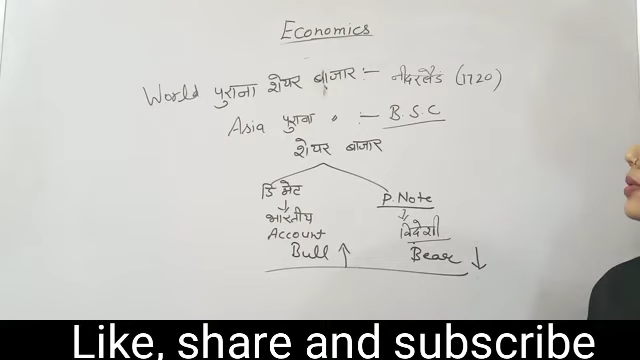 Economics
World पुराना शेयर बाजार :- नीदरलैंड (1720)
Asia पुराना " :- B.S.C
शेयर बाजार
डिमेट P. Note
भारतीय विदेशी
Account
Bull ↑ Bear ↓
Like, share and subscribe